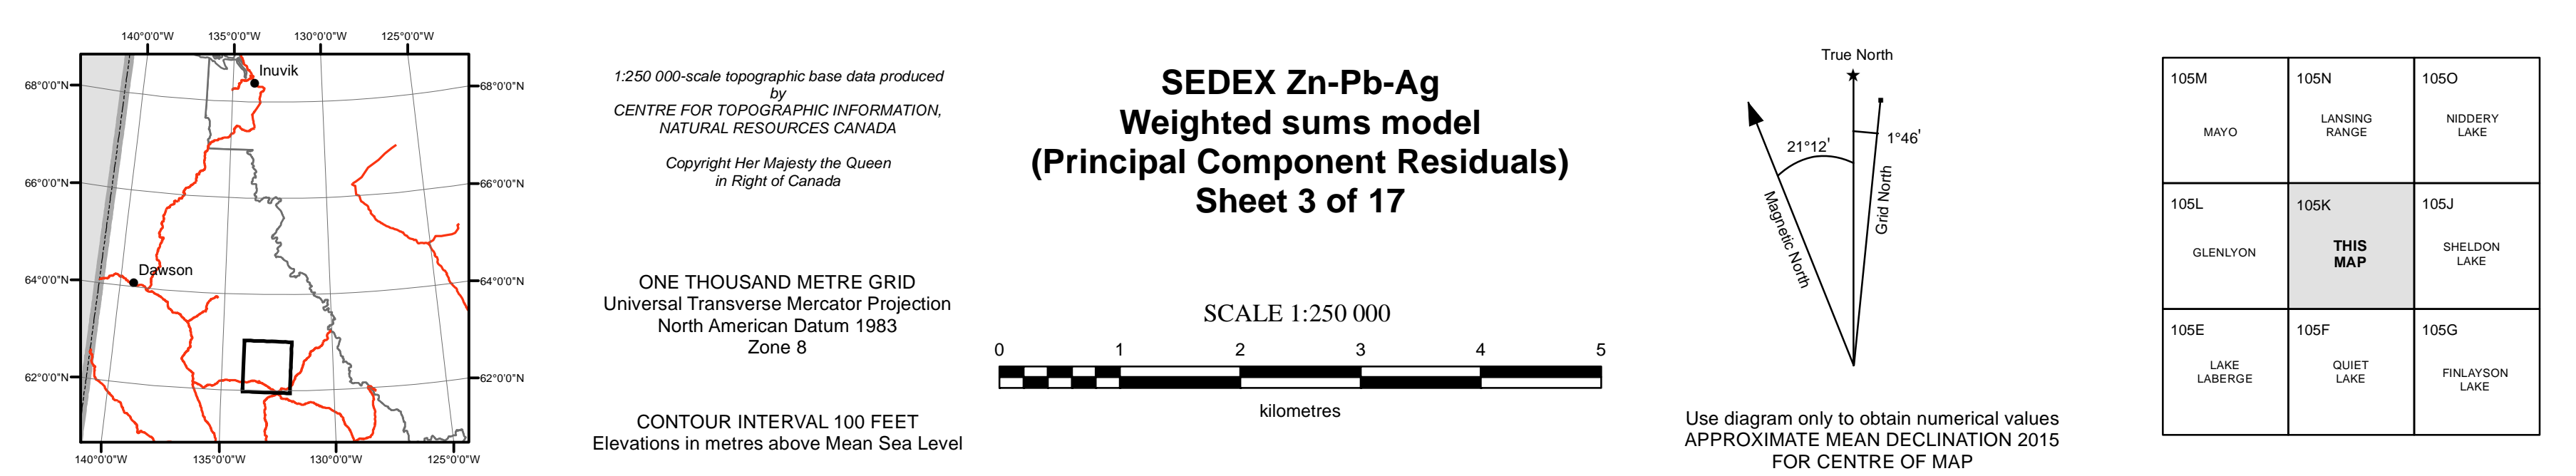 140°0'0"W 135°0'0"W 130°0'0"W 125°0'0"W
68°0'0"N
Inuvik
68°0'0"N
66°0'0"N
66°0'0"N
Dawson
64°0'0"N
64°0'0"N
62°0'0"N
62°0'0"N
140°0'0"W 135°0'0"W 130°0'0"W 125°0'0"W
1:250 000-scale topographic base data produced
by
CENTRE FOR TOPOGRAPHIC INFORMATION,
NATURAL RESOURCES CANADA
Copyright Her Majesty the Queen
in Right of Canada
ONE THOUSAND METRE GRID
Universal Transverse Mercator Projection
North American Datum 1983
Zone 8
CONTOUR INTERVAL 100 FEET
Elevations in metres above Mean Sea Level
SEDEX Zn-Pb-Ag
Weighted sums model
(Principal Component Residuals)
Sheet 3 of 17
SCALE 1:250 000
0 1 2 3 4 5
kilometres
True North
1°46'
21°12'
Magnetic North
Grid North
Use diagram only to obtain numerical values
APPROXIMATE MEAN DECLINATION 2015
FOR CENTRE OF MAP
105M
MAYO
105N
LANSING
RANGE
105O
NIDDERY
LAKE
105L
GLENLYON
105K
THIS
MAP
105J
SHELDON
LAKE
105E
LAKE
LABERGE
105F
QUIET
LAKE
105G
FINLAYSON
LAKE